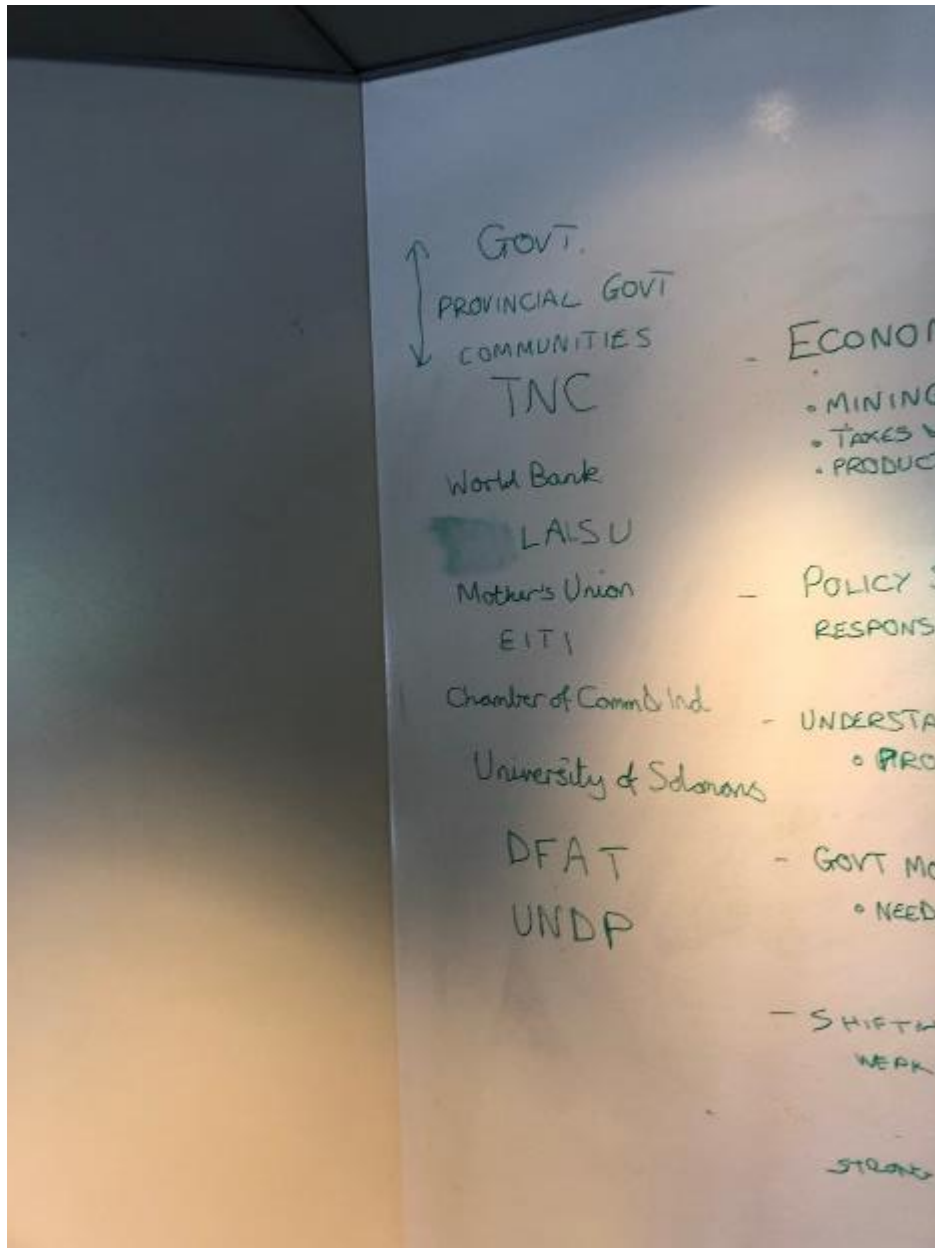 GOVT.
PROVINCIAL GOVT
COMMUNITIES
TNC
World Bank
LALSU
Mother's Union
EITI
Chamber of Comm & Ind.
University of Solomons
DFAT
UNDP
- ECONO
• MINING
• TAXES
• PRODUC
- POLICY
RESPONS
- UNDERSTA
• PRO
- GOVT MO
• NEED
- SHIFTIN
WEAK
STRONG